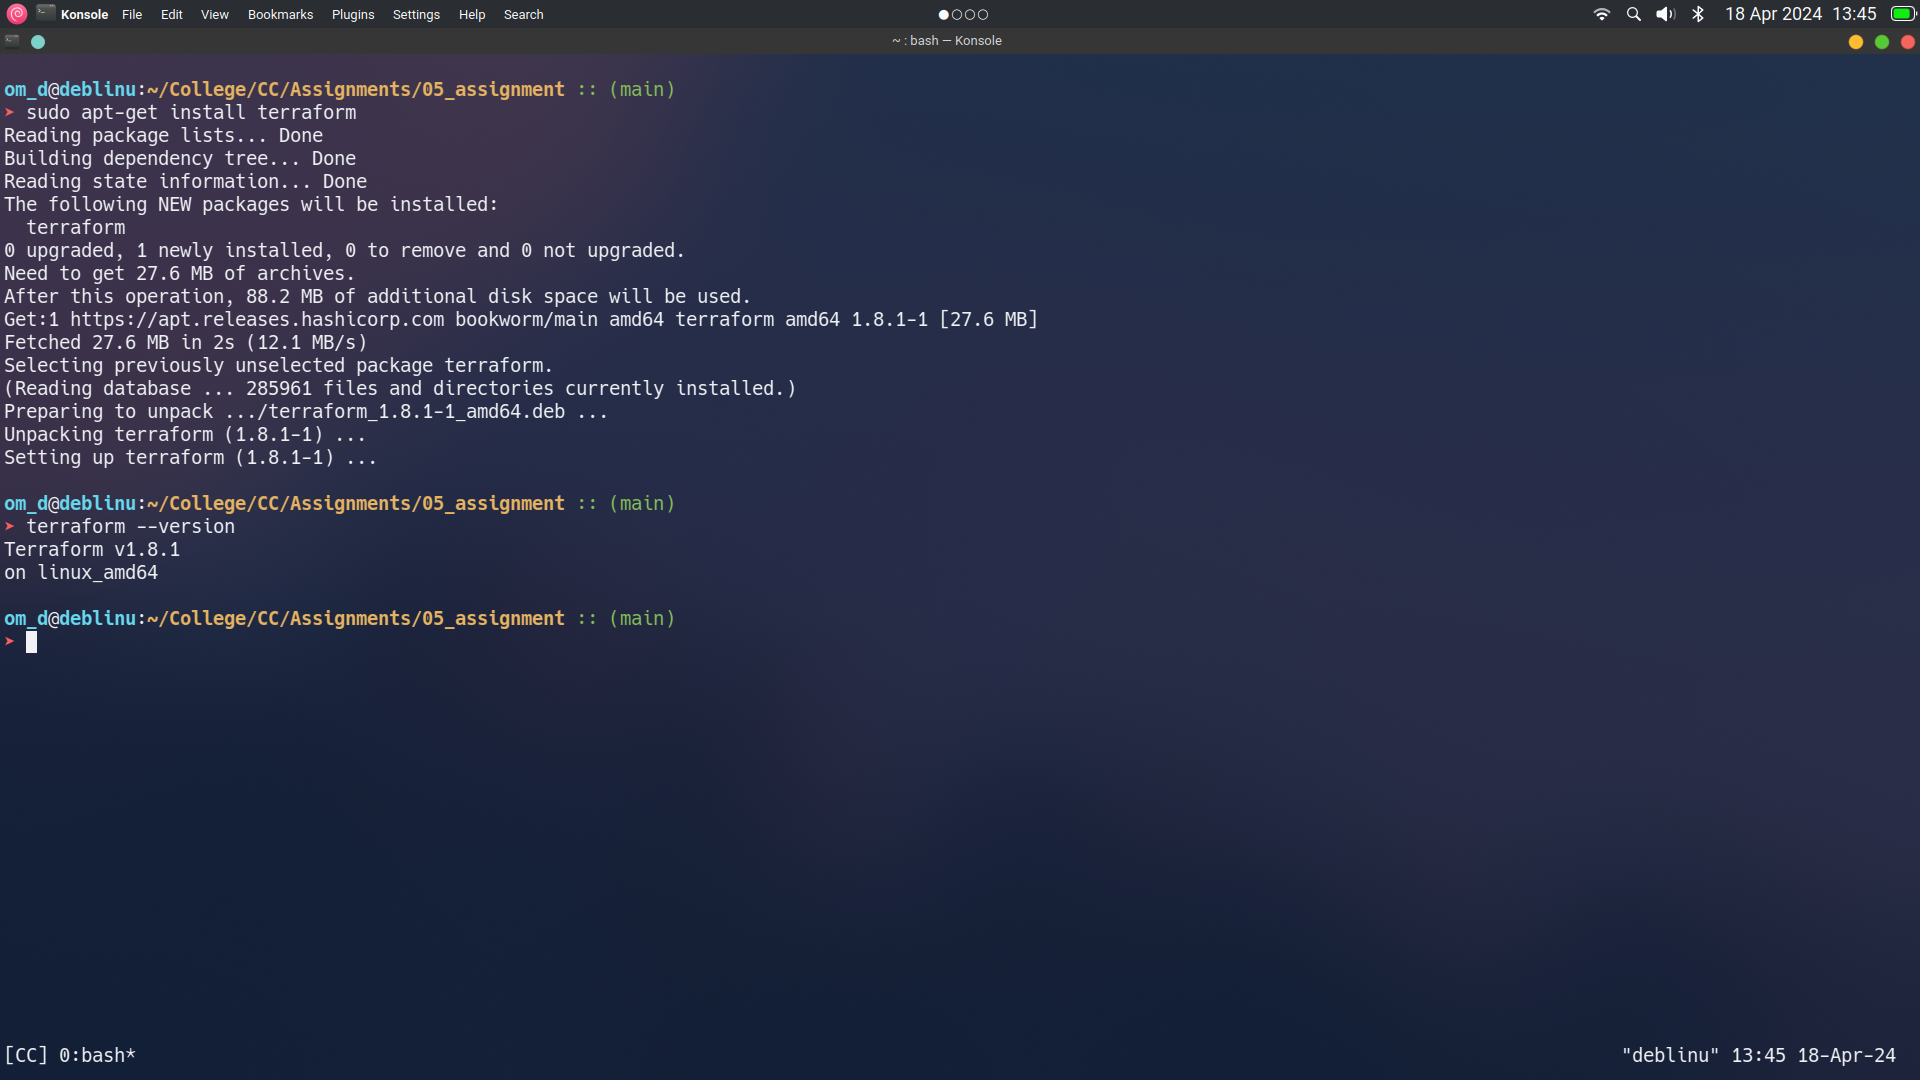 Konsole File Edit View Bookmarks Plugins Settings Help Search 18 Apr 2024 13:45
~ : bash — Konsole
om_d@deblinu:~/College/CC/Assignments/05_assignment :: (main)
➤ sudo apt-get install terraform
Reading package lists... Done
Building dependency tree... Done
Reading state information... Done
The following NEW packages will be installed:
  terraform
0 upgraded, 1 newly installed, 0 to remove and 0 not upgraded.
Need to get 27.6 MB of archives.
After this operation, 88.2 MB of additional disk space will be used.
Get:1 https://apt.releases.hashicorp.com bookworm/main amd64 terraform amd64 1.8.1-1 [27.6 MB]
Fetched 27.6 MB in 2s (12.1 MB/s)
Selecting previously unselected package terraform.
(Reading database ... 285961 files and directories currently installed.)
Preparing to unpack .../terraform_1.8.1-1_amd64.deb ...
Unpacking terraform (1.8.1-1) ...
Setting up terraform (1.8.1-1) ...
om_d@deblinu:~/College/CC/Assignments/05_assignment :: (main)
➤ terraform --version
Terraform v1.8.1
on linux_amd64
om_d@deblinu:~/College/CC/Assignments/05_assignment :: (main)
➤
[CC] 0:bash* "deblinu" 13:45 18-Apr-24